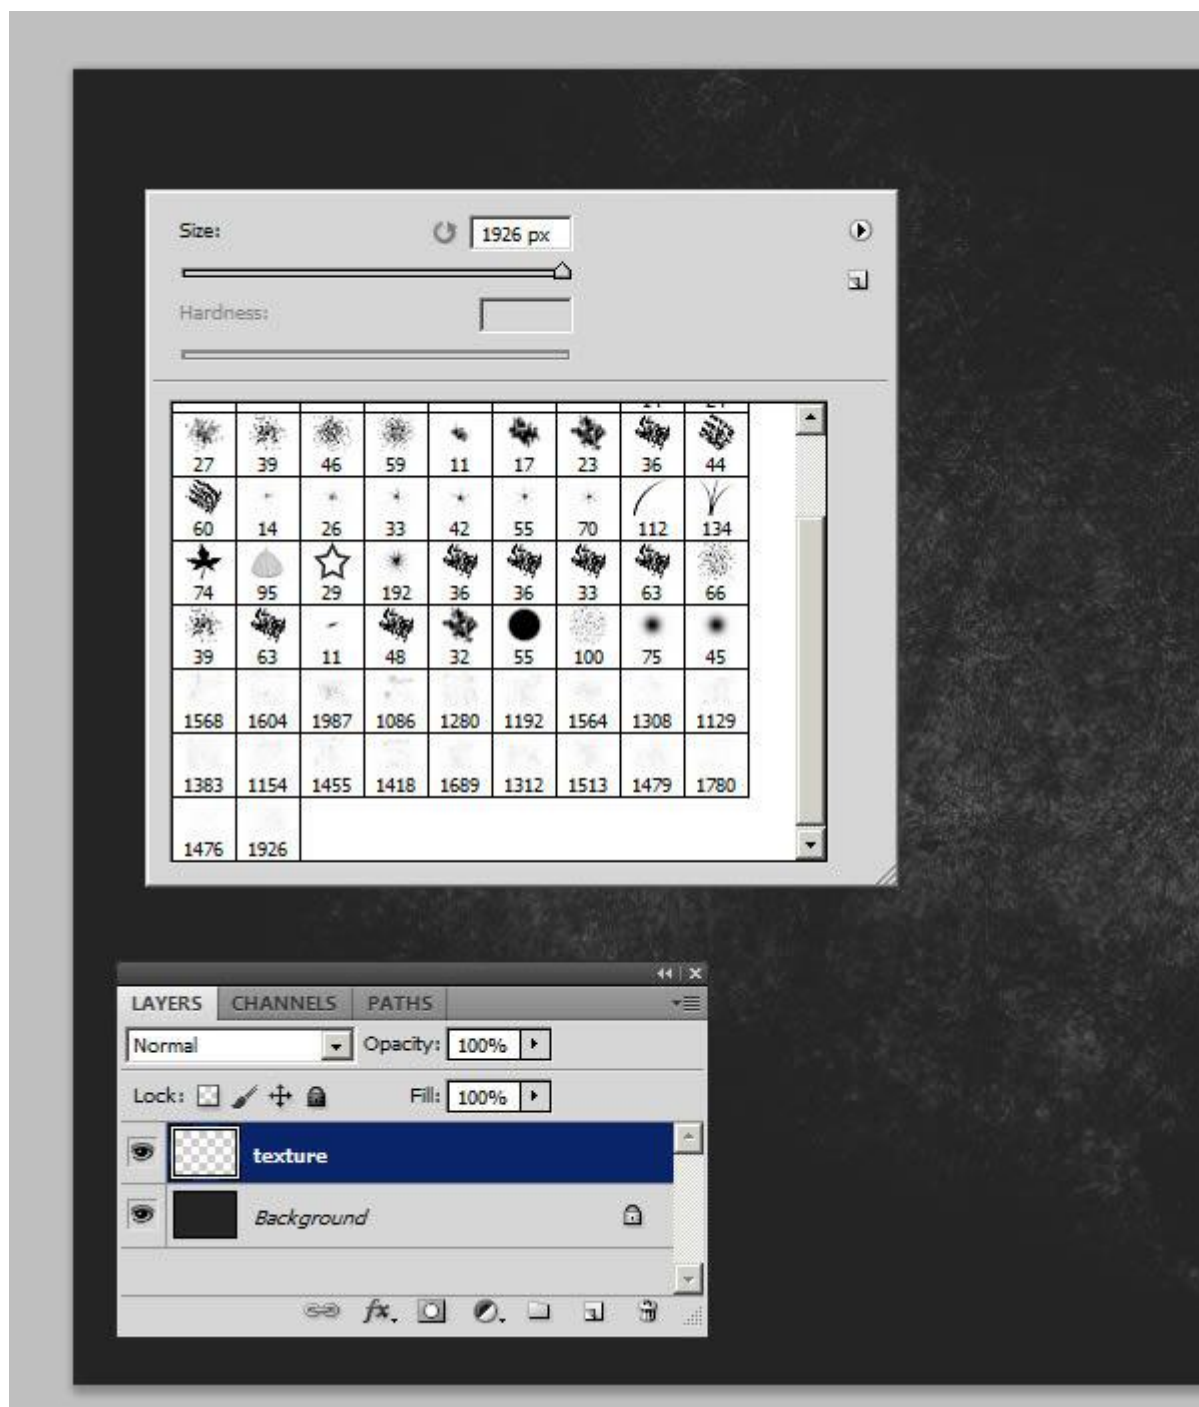 Size:
1926 px
Hardness:
27 39 46 59 11 17 23 36 44
60 14 26 33 42 55 70 112 134
74 95 29 192 36 36 33 63 66
39 63 11 48 32 55 100 75 45
1568 1604 1987 1086 1280 1192 1564 1308 1129
1383 1154 1455 1418 1689 1312 1513 1479 1780
1476 1926
LAYERS CHANNELS PATHS
Normal Opacity: 100%
Lock: Fill: 100%
texture
Background
fx.